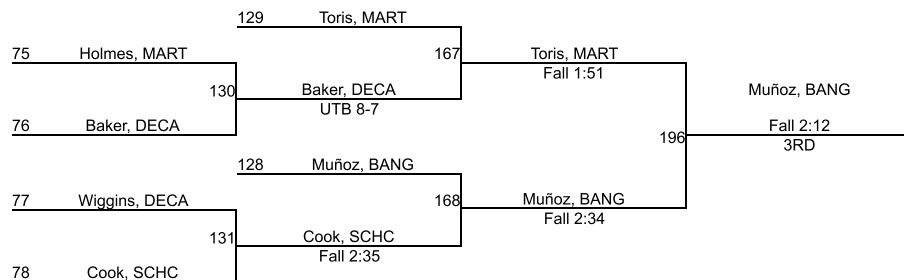 129 Toris, MART
75 Holmes, MART
167 Toris, MART
Fall 1:51
130 Baker, DECA
UTB 8-7
Muñoz, BANG
76 Baker, DECA
Fall 2:12
196
3RD
128 Muñoz, BANG
77 Wiggins, DECA
168 Muñoz, BANG
Fall 2:34
131 Cook, SCHC
Fall 2:35
78 Cook, SCHC